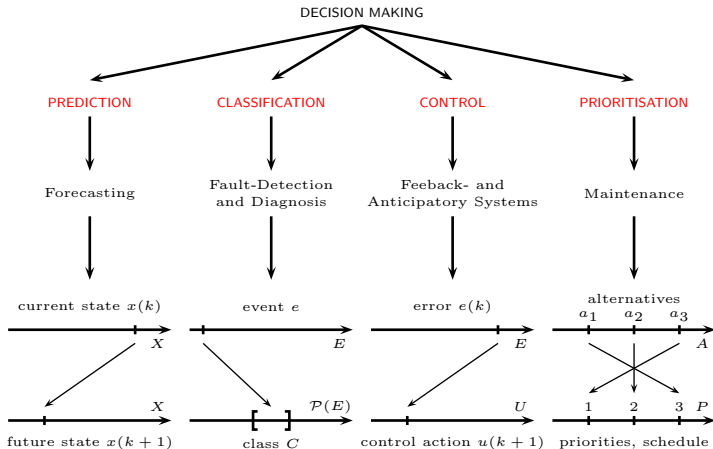 DECISION MAKING
PREDICTION
CLASSIFICATION
CONTROL
PRIORITISATION
Forecasting
Fault-Detection
and Diagnosis
Feeback- and
Anticipatory Systems
Maintenance
current state x(k)
X
X
future state x(k + 1)
event e
E
P(E)
class C
error e(k)
E
U
control action u(k + 1)
alternatives
a1 a2 a3
A
1 2 3 P
priorities, schedule